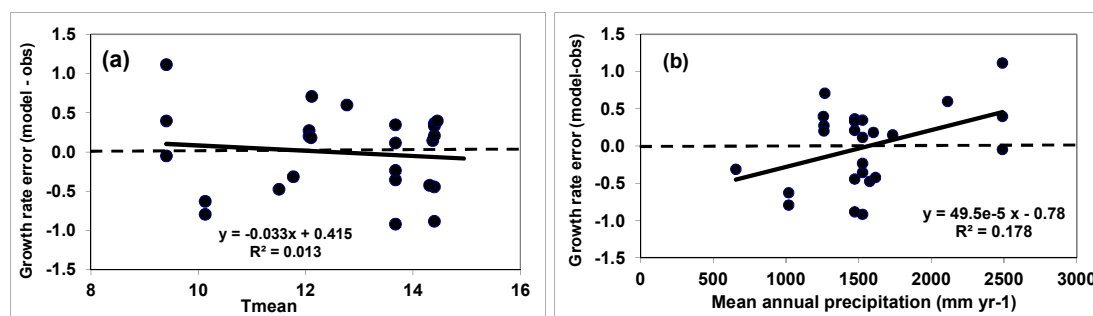 (a)
Growth rate error (model - obs)
1.5
1.0
0.5
0.0
-0.5
-1.0
-1.5
y = -0.033x + 0.415
R² = 0.013
8 10 12 14 16
Tmean
(b)
Growth rate error (model-obs)
1.5
1.0
0.5
0.0
-0.5
-1.0
-1.5
y = 49.5e-5 x - 0.78
R² = 0.178
0 500 1000 1500 2000 2500 3000
Mean annual precipitation (mm yr-1)